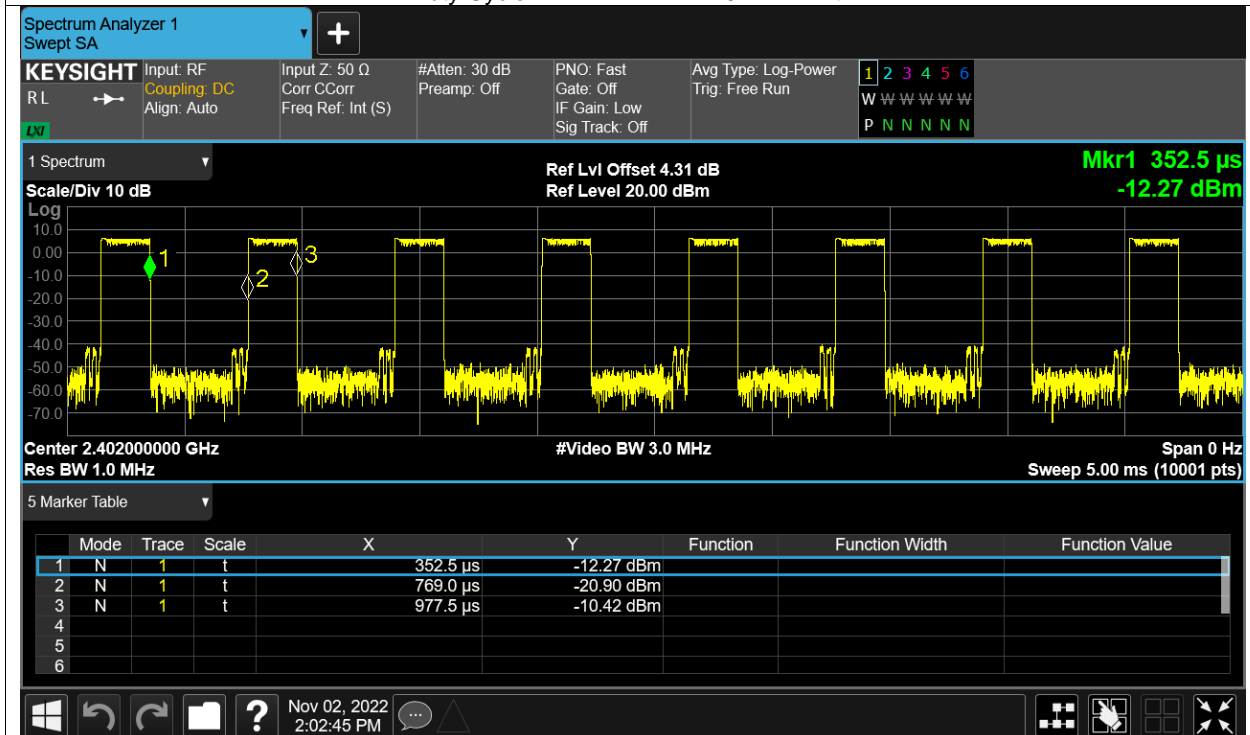 Spectrum Analyzer 1
Swept SA
+
KEYSIGHT Input: RF Input Z: 50 Ω #Atten: 30 dB PNO: Fast Avg Type: Log-Power 1 2 3 4 5 6
RL Coupling: DC Corr CCorr Preamp: Off Gate: Off Trig: Free Run W W W W W W
Align: Auto Freq Ref: Int (S) IF Gain: Low
LXI Sig Track: Off P N N N N N
1 Spectrum Ref Lvl Offset 4.31 dB Mkr1 352.5 µs
Scale/Div 10 dB Ref Level 20.00 dBm -12.27 dBm
Log
10.0
0.00 1 3
-10.0 2
-20.0
-30.0
-40.0
-50.0
-60.0
-70.0
Center 2.402000000 GHz #Video BW 3.0 MHz Span 0 Hz
Res BW 1.0 MHz Sweep 5.00 ms (10001 pts)
5 Marker Table
Mode Trace Scale X Y Function Function Width Function Value
1 N 1 t 352.5 µs -12.27 dBm
2 N 1 t 769.0 µs -20.90 dBm
3 N 1 t 977.5 µs -10.42 dBm
4
5
6
? Nov 02, 2022
2:02:45 PM